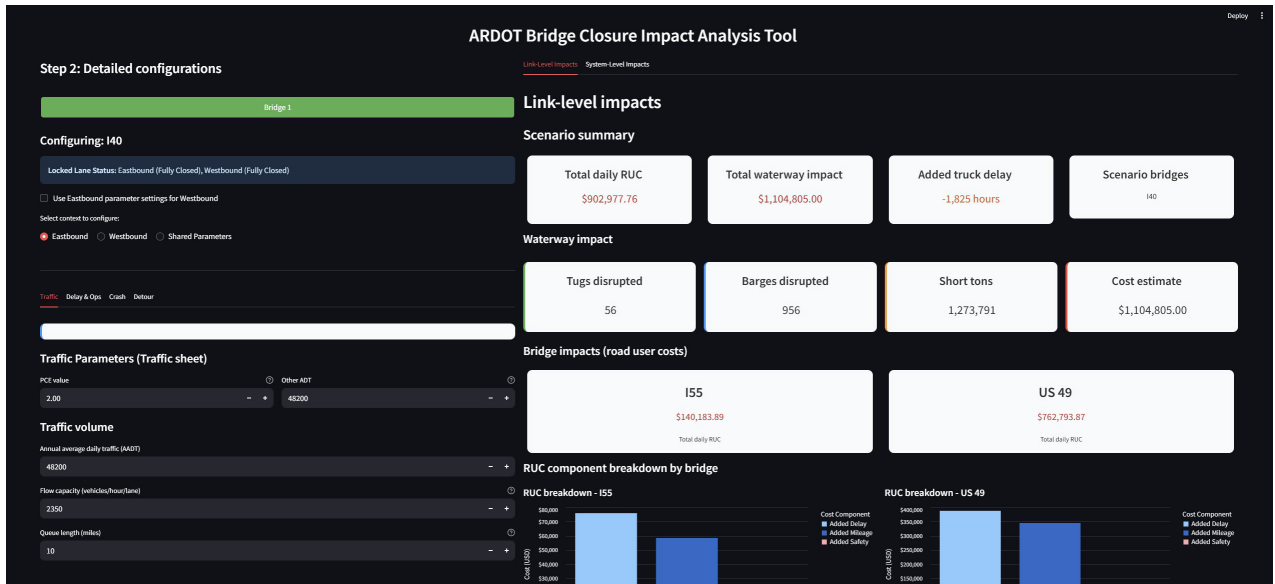 Deploy
ARDOT Bridge Closure Impact Analysis Tool
Step 2: Detailed configurations
Bridge 1
Configuring: I40
Locked Lane Status: Eastbound (Fully Closed), Westbound (Fully Closed)
Use Eastbound parameter settings for Westbound
Select context to configure:
Eastbound Westbound Shared Parameters
Traffic Delay & Ops Crash Detour
Traffic Parameters (Traffic sheet)
PCE value Other ADT
2.00 - + 48200 - +
Traffic volume
Annual average daily traffic (AADT)
48200 - +
Flow capacity (vehicles/hour/lane)
2350 - +
Queue length (miles)
10 - +
Link-Level Impacts System-Level Impacts
Link-level impacts
Scenario summary
Total daily RUC
$902,977.76
Total waterway impact
$1,104,805.00
Added truck delay
-1,825 hours
Scenario bridges
I40
Waterway impact
Tugs disrupted
56
Barges disrupted
956
Short tons
1,273,791
Cost estimate
$1,104,805.00
Bridge impacts (road user costs)
I55
$140,183.89
Total daily RUC
US 49
$762,793.87
Total daily RUC
RUC component breakdown by bridge
RUC breakdown - I55
$80,000
$70,000
$60,000
$50,000
$40,000
$30,000
Cost (USD)
Cost Component
Added Delay
Added Mileage
Added Safety
RUC breakdown - US 49
$400,000
$350,000
$300,000
$250,000
$200,000
$150,000
Cost (USD)
Cost Component
Added Delay
Added Mileage
Added Safety